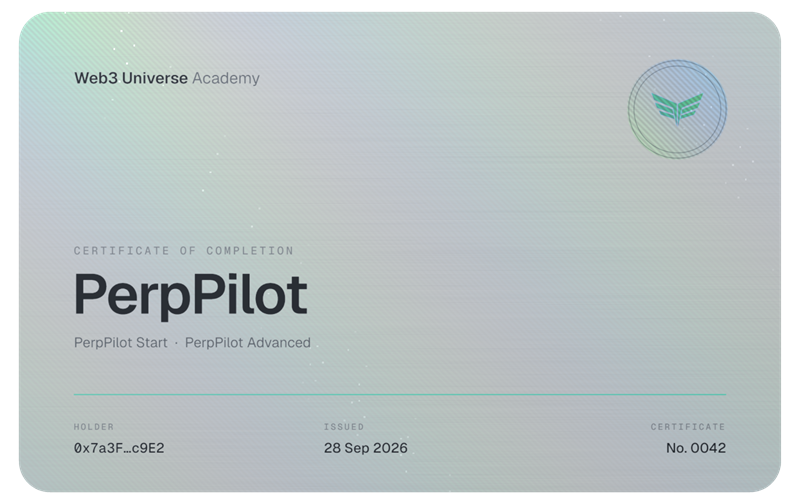 Web3 Universe Academy
CERTIFICATE OF COMPLETION
PerpPilot
PerpPilot Start · PerpPilot Advanced
HOLDER
ISSUED
CERTIFICATE
0x7a3F…c9E2
28 Sep 2026
No. 0042